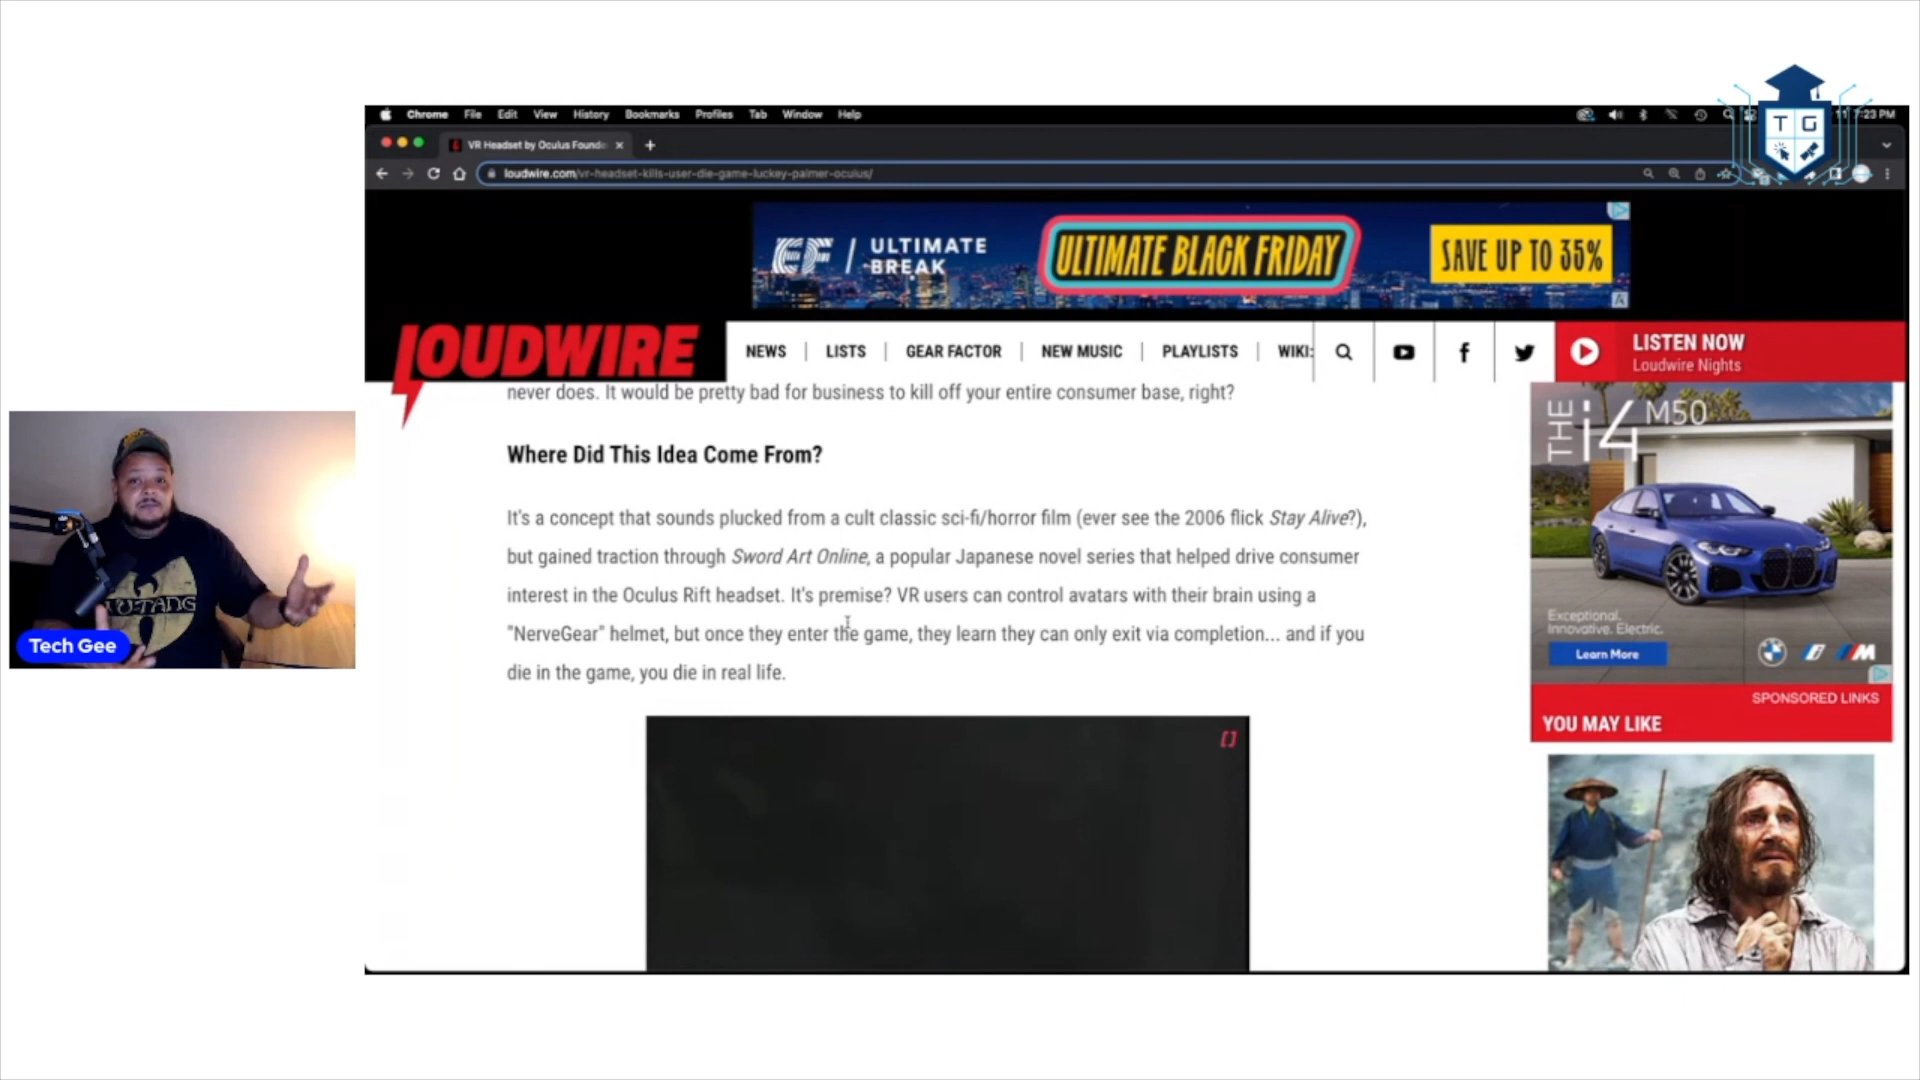 Chrome File Edit View History Bookmarks Profiles Tab Window Help
7:23 PM
T G
VR Headset by Oculus Founde
loudwire.com/vr-headset-kills-user-die-game-luckey-palmer-oculus/
EF / ULTIMATE BREAK
ULTIMATE BLACK FRIDAY
SAVE UP TO 35%
LOUDWIRE
NEWS | LISTS | GEAR FACTOR | NEW MUSIC | PLAYLISTS | WIKI:
LISTEN NOW
Loudwire Nights
never does. It would be pretty bad for business to kill off your entire consumer base, right?
Where Did This Idea Come From?
It's a concept that sounds plucked from a cult classic sci-fi/horror film (ever see the 2006 flick Stay Alive?),
but gained traction through Sword Art Online, a popular Japanese novel series that helped drive consumer
interest in the Oculus Rift headset. It's premise? VR users can control avatars with their brain using a
"NerveGear" helmet, but once they enter the game, they learn they can only exit via completion... and if you
die in the game, you die in real life.
THE i4 M50
Exceptional.
Innovative. Electric.
Learn More
SPONSORED LINKS
YOU MAY LIKE
WU-TANG
Tech Gee